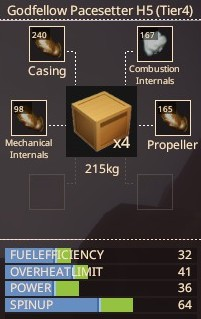 Godfellow Pacesetter H5 (Tier4)
240
Casing
167
Combustion
Internals
98
Mechanical
Internals
x4
165
Propeller
215kg
FUELEFFICIENCY 32
OVERHEATLIMIT 41
POWER 36
SPINUP 64